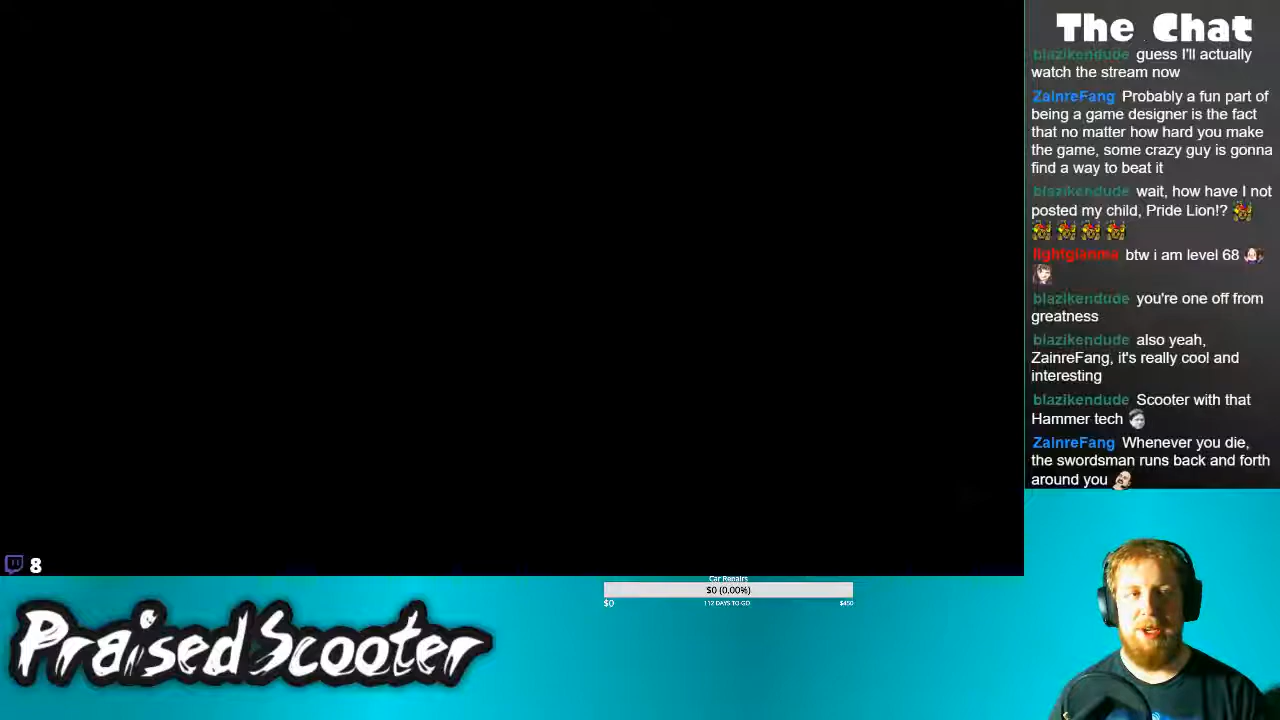 The Chat
blazikendude guess I'll actually
watch the stream now
ZainreFang Probably a fun part of
being a game designer is the fact
that no matter how hard you make
the game, some crazy guy is gonna
find a way to beat it
blazikendude wait, how have I not
posted my child, Pride Lion!?
lightgianma btw i am level 68
blazikendude you're one off from
greatness
blazikendude also yeah,
ZainreFang, it's really cool and
interesting
blazikendude Scooter with that
Hammer tech
ZainreFang Whenever you die,
the swordsman runs back and forth
around you
8
Car Repairs
$0 (0.00%)
$0 112 DAYS TO GO $450
Praised Scooter